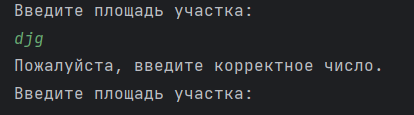 Введите площадь участка:
djg
Пожалуйста, введите корректное число.
Введите площадь участка: